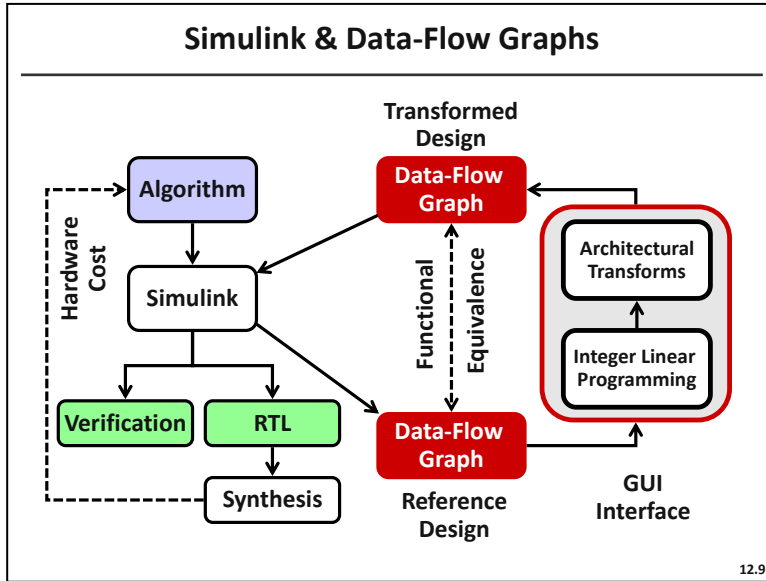 Simulink & Data-Flow Graphs
Transformed
Design
Algorithm
Data-Flow
Graph
Hardware
Cost
Simulink
Functional
Equivalence
Architectural
Transforms
Integer Linear
Programming
Verification
RTL
Data-Flow
Graph
Synthesis
Reference
Design
GUI
Interface
12.9